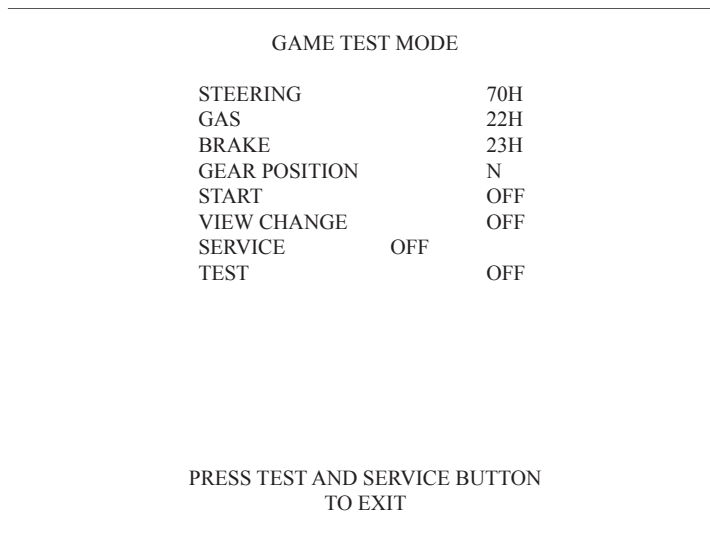 GAME TEST MODE
STEERING 70H
GAS 22H
BRAKE 23H
GEAR POSITION N
START OFF
VIEW CHANGE OFF
SERVICE OFF
TEST OFF
PRESS TEST AND SERVICE BUTTON
TO EXIT